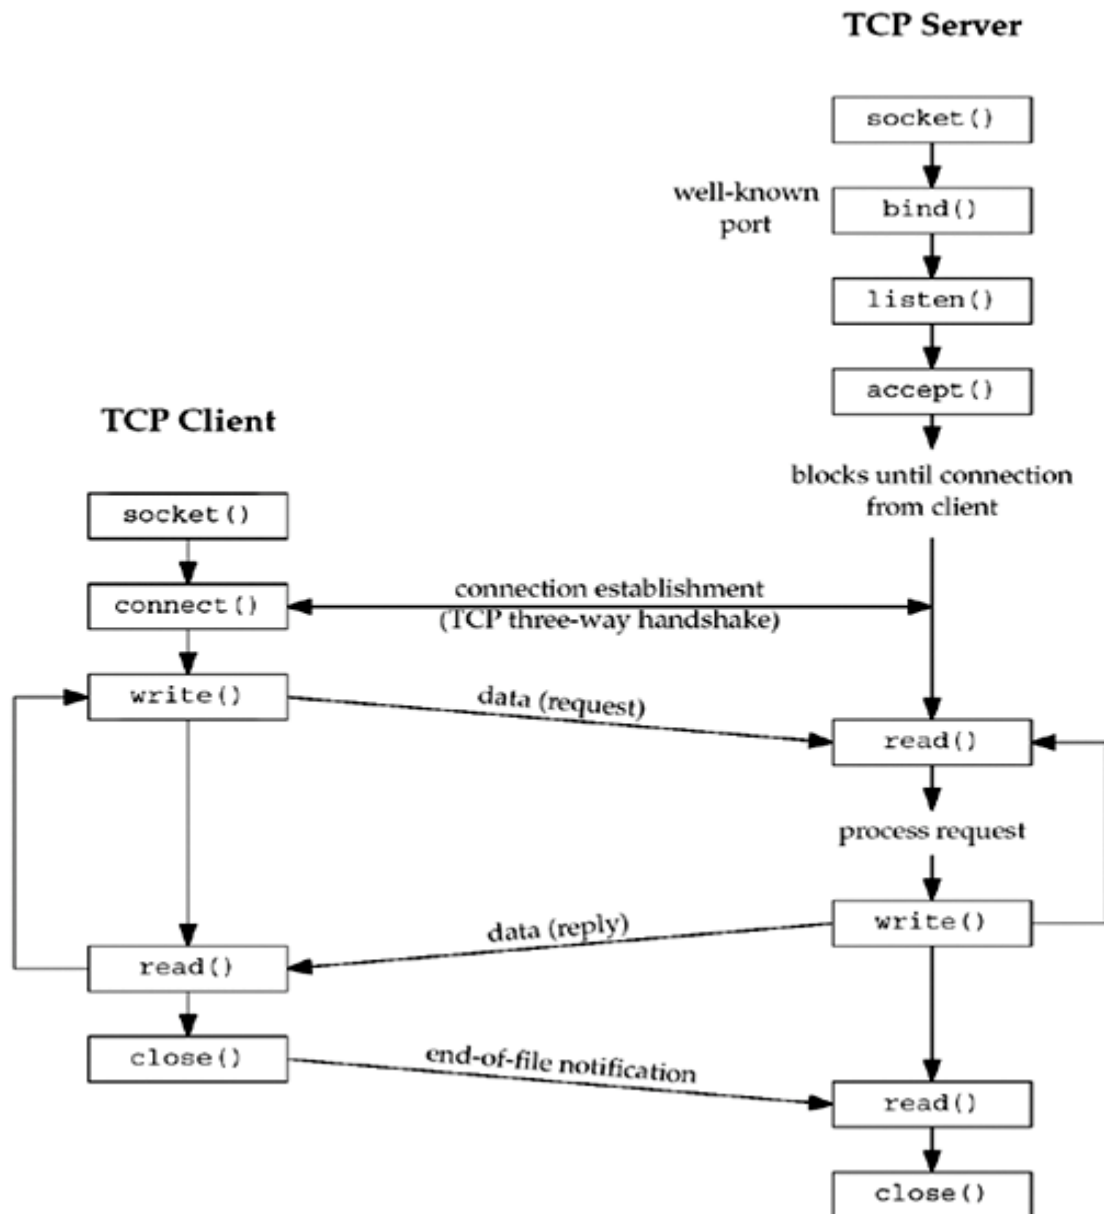 TCP Server
socket()
well-known
port
bind()
listen()
accept()
TCP Client
blocks until connection
from client
socket()
connection establishment
(TCP three-way handshake)
connect()
write()
data (request)
read()
process request
write()
data (reply)
read()
close()
end-of-file notification
read()
close()